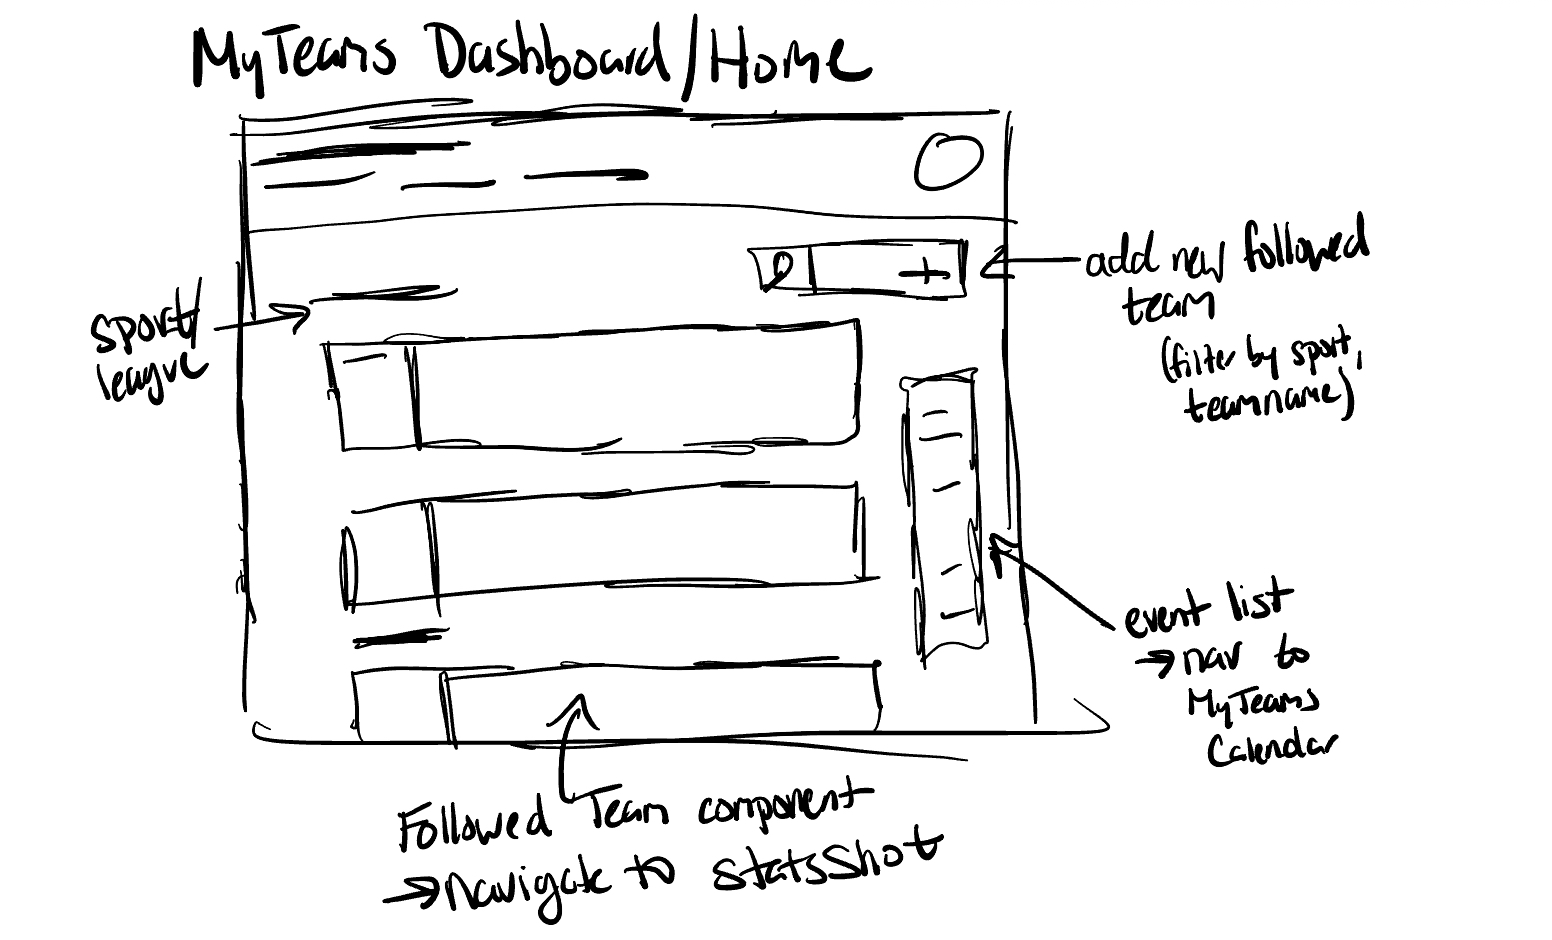 MyTeams Dashboard/Home
add new followed
team
(filter by sport,
teamname)
sport/
league
event list
→ nav to
MyTeams
Calendar
Followed Team component
→ navigate to statsshot